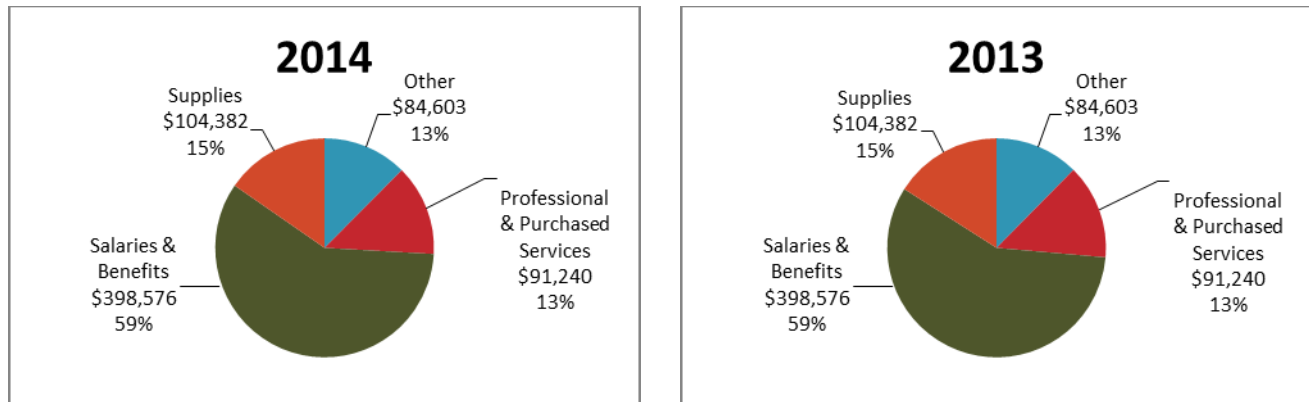 2014
Other
$84,603
13%
Supplies
$104,382
15%
Professional
& Purchased
Services
$91,240
13%
Salaries &
Benefits
$398,576
59%
2013
Other
$84,603
13%
Supplies
$104,382
15%
Professional
& Purchased
Services
$91,240
13%
Salaries &
Benefits
$398,576
59%